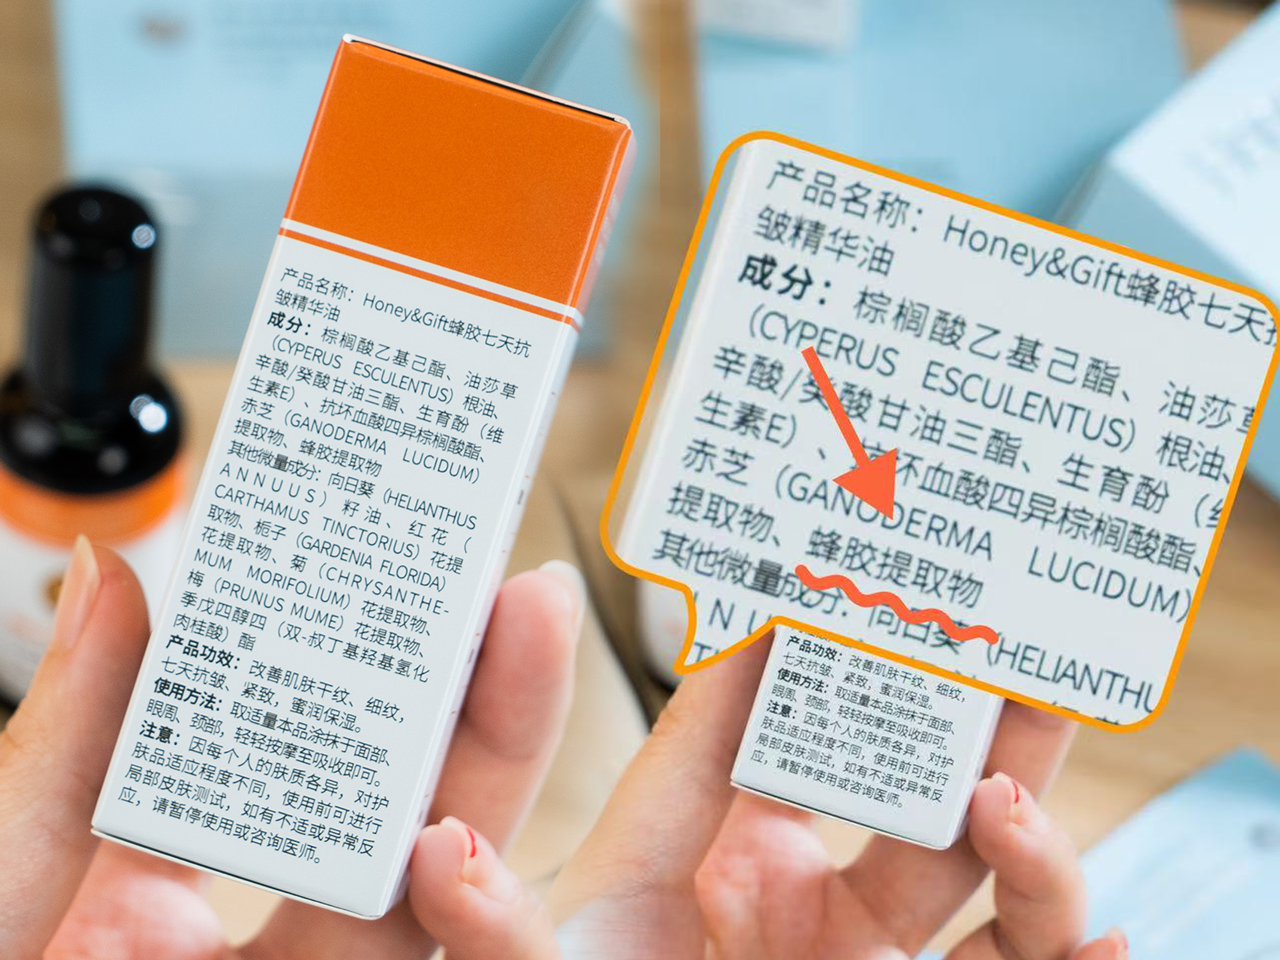 产品名称：Honey&Gift蜂胶七天抗
皱精华油
成分：棕榈酸乙基己酯、油莎草
（CYPERUS ESCULENTUS）根油、
辛酸/癸酸甘油三酯、生育酚（维
生素E）、抗坏血酸四异棕榈酸酯、
赤芝（GANODERMA LUCIDUM）
提取物、蜂胶提取物
其他微量成分：向日葵（HELIANTHUS
ANNUUS）籽油、红花（
CARTHAMUS TINCTORIUS）花提
取物、栀子（GARDENIA FLORIDA）
花提取物、菊（CHRYSANTHE-
MUM MORIFOLIUM）花提取物、
梅（PRUNUS MUME）花提取物、
季戊四醇四（双-叔丁基羟基氢化
肉桂酸）酯
产品功效：改善肌肤干纹、细纹，
七天抗皱、紧致，蜜润保湿。
使用方法：取适量本品涂抹于面部、
眼周、颈部，轻轻按摩至吸收即可。
注意：因每个人的肤质各异，对护
肤品适应程度不同，使用前可进行
局部皮肤测试，如有不适或异常反
应，请暂停使用或咨询医师。
产品名称：Honey&Gift蜂胶七天抗
皱精华油
成分：棕榈酸乙基己酯、油莎草
（CYPERUS ESCULENTUS）根油、
辛酸/癸酸甘油三酯、生育酚（维
生素E）、抗坏血酸四异棕榈酸酯、
赤芝（GANODERMA LUCIDUM）
提取物、蜂胶提取物
其他微量成分：向日葵（HELIANTHU
产品功效：改善肌肤干纹、细纹，
七天抗皱、紧致，蜜润保湿。
使用方法：取适量本品涂抹于面部、
眼周、颈部，轻轻按摩至吸收即可。
注意：因每个人的肤质各异，对护
肤品适应程度不同，使用前可进行
局部皮肤测试，如有不适或异常反
应，请暂停使用或咨询医师。